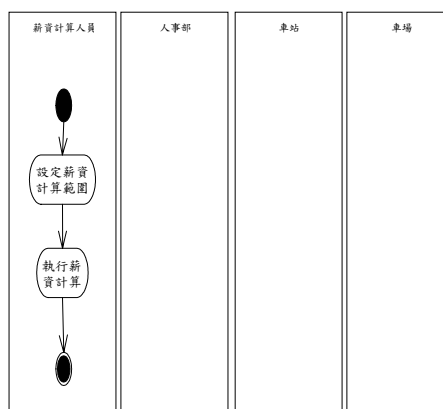 薪資計算人員
人事部
車站
車場
設定薪資
計算範圍
執行薪
資計算